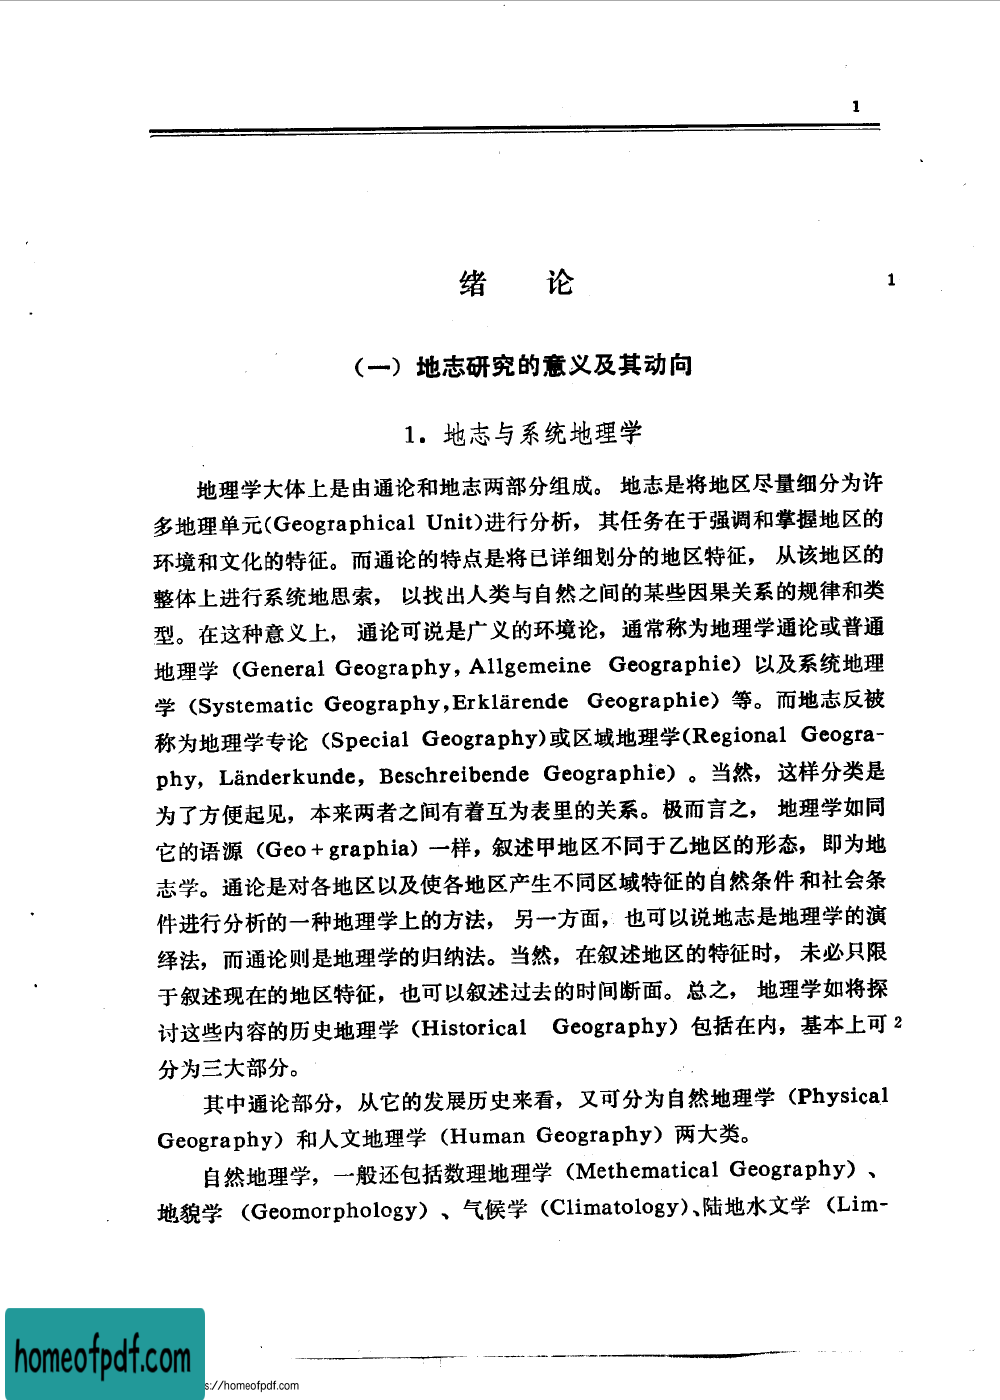 1
绪 论 1
（一）地志研究的意义及其动向
1. 地志与系统地理学
地理学大体上是由通论和地志两部分组成。地志是将地区尽量细分为许
多地理单元(Geographical Unit)进行分析，其任务在于强调和掌握地区的
环境和文化的特征。而通论的特点是将已详细划分的地区特征，从该地区的
整体上进行系统地思索，以找出人类与自然之间的某些因果关系的规律和类
型。在这种意义上，通论可说是广义的环境论，通常称为地理学通论或普通
地理学（General Geography，Allgemeine Geographie）以及系统地理
学（Systematic Geography,Erklärende Geographie）等。而地志反被
称为地理学专论（Special Geography)或区域地理学(Regional Geogra-
phy，Länderkunde，Beschreibende Geographie）。当然，这样分类是
为了方便起见，本来两者之间有着互为表里的关系。极而言之，地理学如同
它的语源（Geo+graphia）一样，叙述甲地区不同于乙地区的形态，即为地
志学。通论是对各地区以及使各地区产生不同区域特征的自然条件和社会条
件进行分析的一种地理学上的方法，另一方面，也可以说地志是地理学的演
绎法，而通论则是地理学的归纳法。当然，在叙述地区的特征时，未必只限
于叙述现在的地区特征，也可以叙述过去的时间断面。总之，地理学如将探
讨这些内容的历史地理学（Historical Geography）包括在内，基本上可 2
分为三大部分。
其中通论部分，从它的发展历史来看，又可分为自然地理学（Physical
Geography）和人文地理学（Human Geography）两大类。
自然地理学，一般还包括数理地理学（Methematical Geography）、
地貌学（Geomorphology）、气候学（Climatology)、陆地水文学（Lim-
homeofpdf.com
s://homeofpdf.com